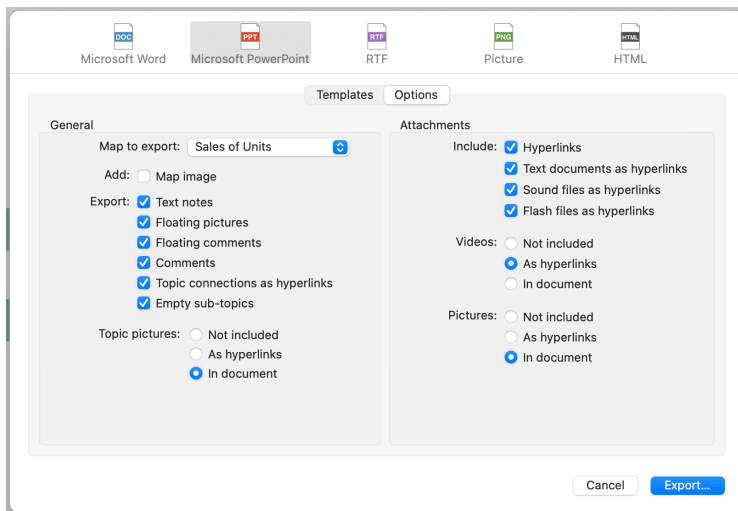 DOC PPT RTF PNG HTML
Microsoft Word Microsoft PowerPoint RTF Picture HTML
Templates Options
General
Map to export: Sales of Units
Add: Map image
Export: Text notes
Floating pictures
Floating comments
Comments
Topic connections as hyperlinks
Empty sub-topics
Topic pictures: Not included
As hyperlinks
In document
Attachments
Include: Hyperlinks
Text documents as hyperlinks
Sound files as hyperlinks
Flash files as hyperlinks
Videos: Not included
As hyperlinks
In document
Pictures: Not included
As hyperlinks
In document
Cancel Export...